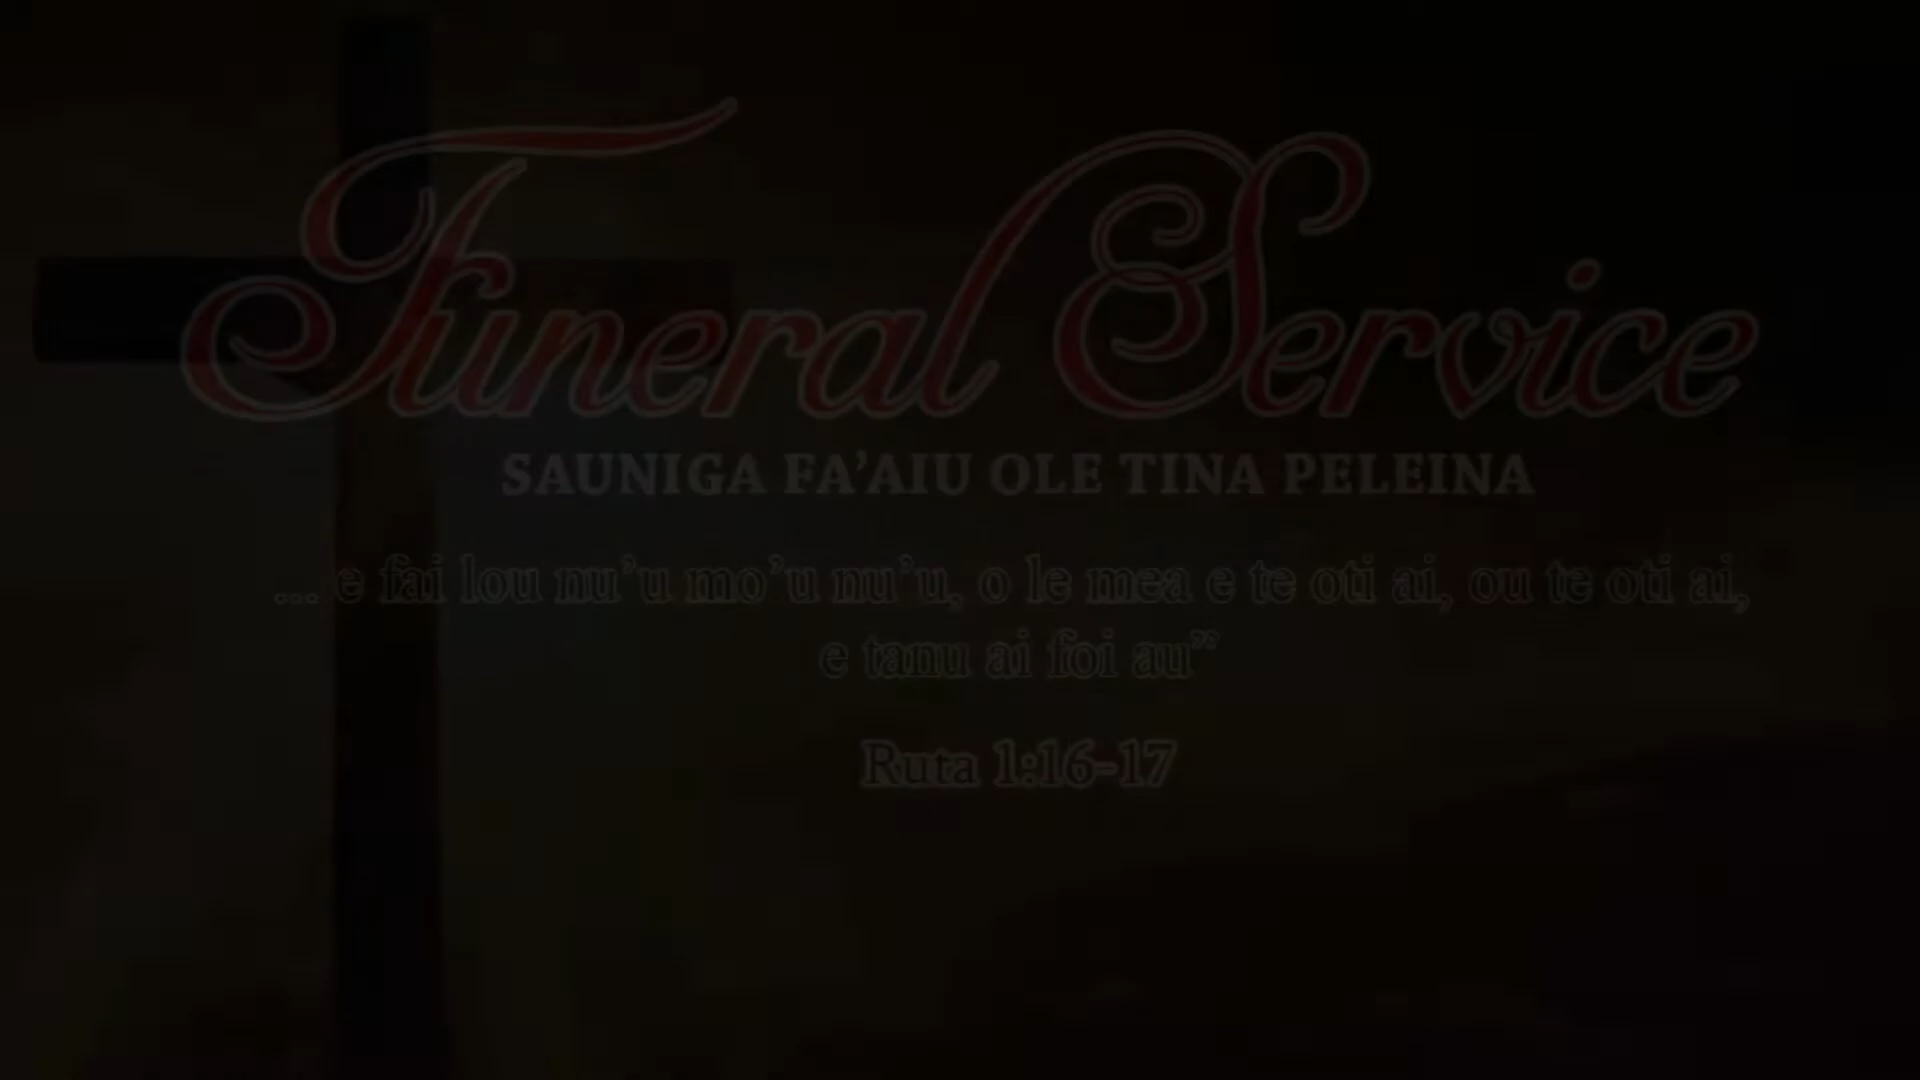 Funeral Service
SAUNIGA FA’AIU OLE TINA PELEINA
... e fai lou nu’u mo’u nu’u, o le mea e te oti ai, ou te oti ai,
e tanu ai foi au”
Ruta 1:16-17